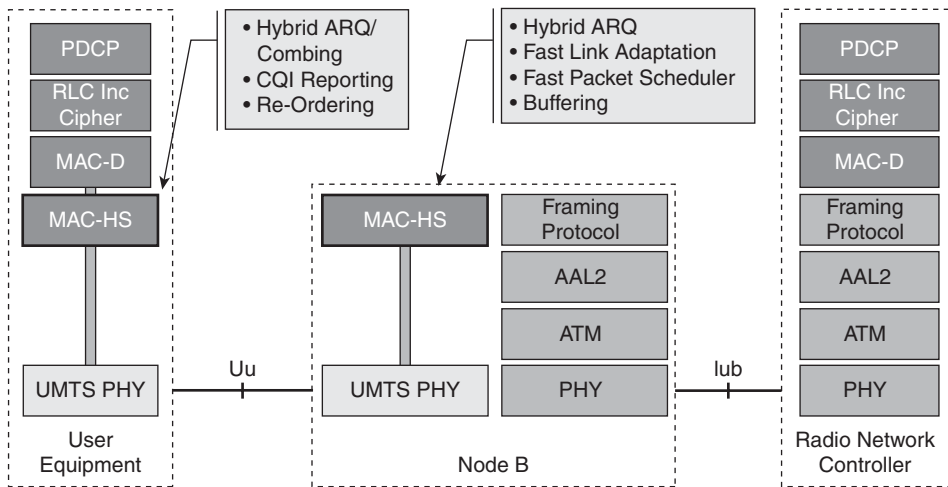 PDCP
RLC Inc
Cipher
MAC-D
MAC-HS
UMTS PHY
User
Equipment
• Hybrid ARQ/
Combing
• CQI Reporting
• Re-Ordering
Uu
• Hybrid ARQ
• Fast Link Adaptation
• Fast Packet Scheduler
• Buffering
MAC-HS
UMTS PHY
Framing
Protocol
AAL2
ATM
PHY
Node B
Iub
PDCP
RLC Inc
Cipher
MAC-D
Framing
Protocol
AAL2
ATM
PHY
Radio Network
Controller